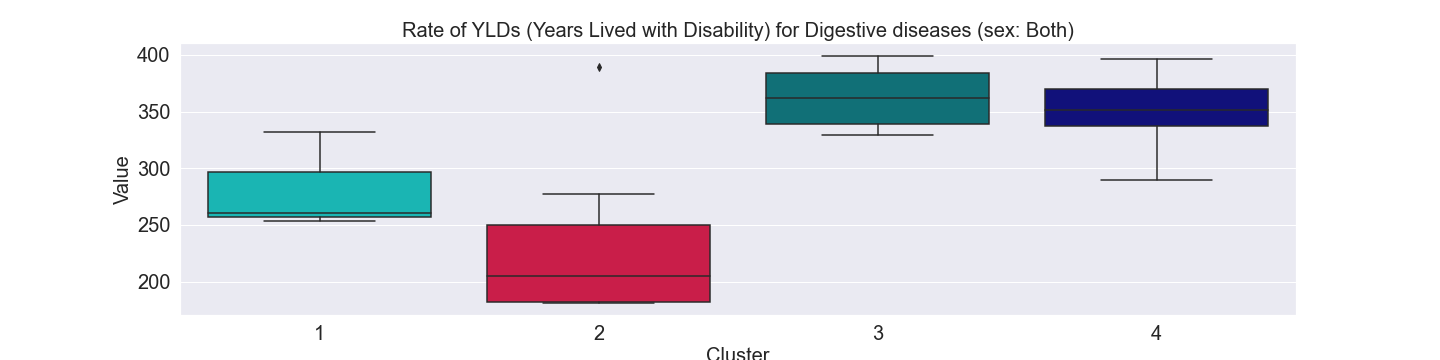 Rate of YLDs (Years Lived with Disability) for Digestive diseases (sex: Both)
400
350
300
250
200
Value
1 2 3 4
Cluster